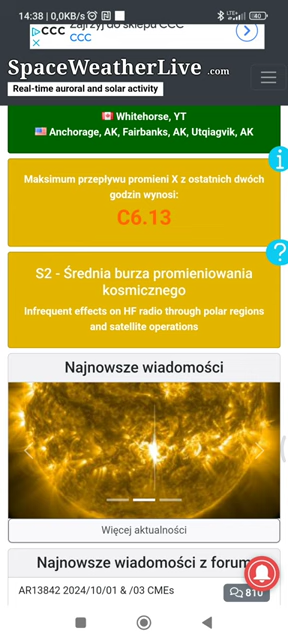 14:38 | 0,0KB/s
LTE+
40
CCC
CCC
SpaceWeatherLive .com
Real-time auroral and solar activity
Whitehorse, YT
Anchorage, AK, Fairbanks, AK, Utqiagvik, AK
Maksimum przepływu promieni X z ostatnich dwóch
godzin wynosi:
C6.13
S2 - Średnia burza promieniowania
kosmicznego
Infrequent effects on HF radio through polar regions
and satellite operations
Najnowsze wiadomości
Więcej aktualności
Najnowsze wiadomości z forum
AR13842 2024/10/01 & /03 CMEs
810